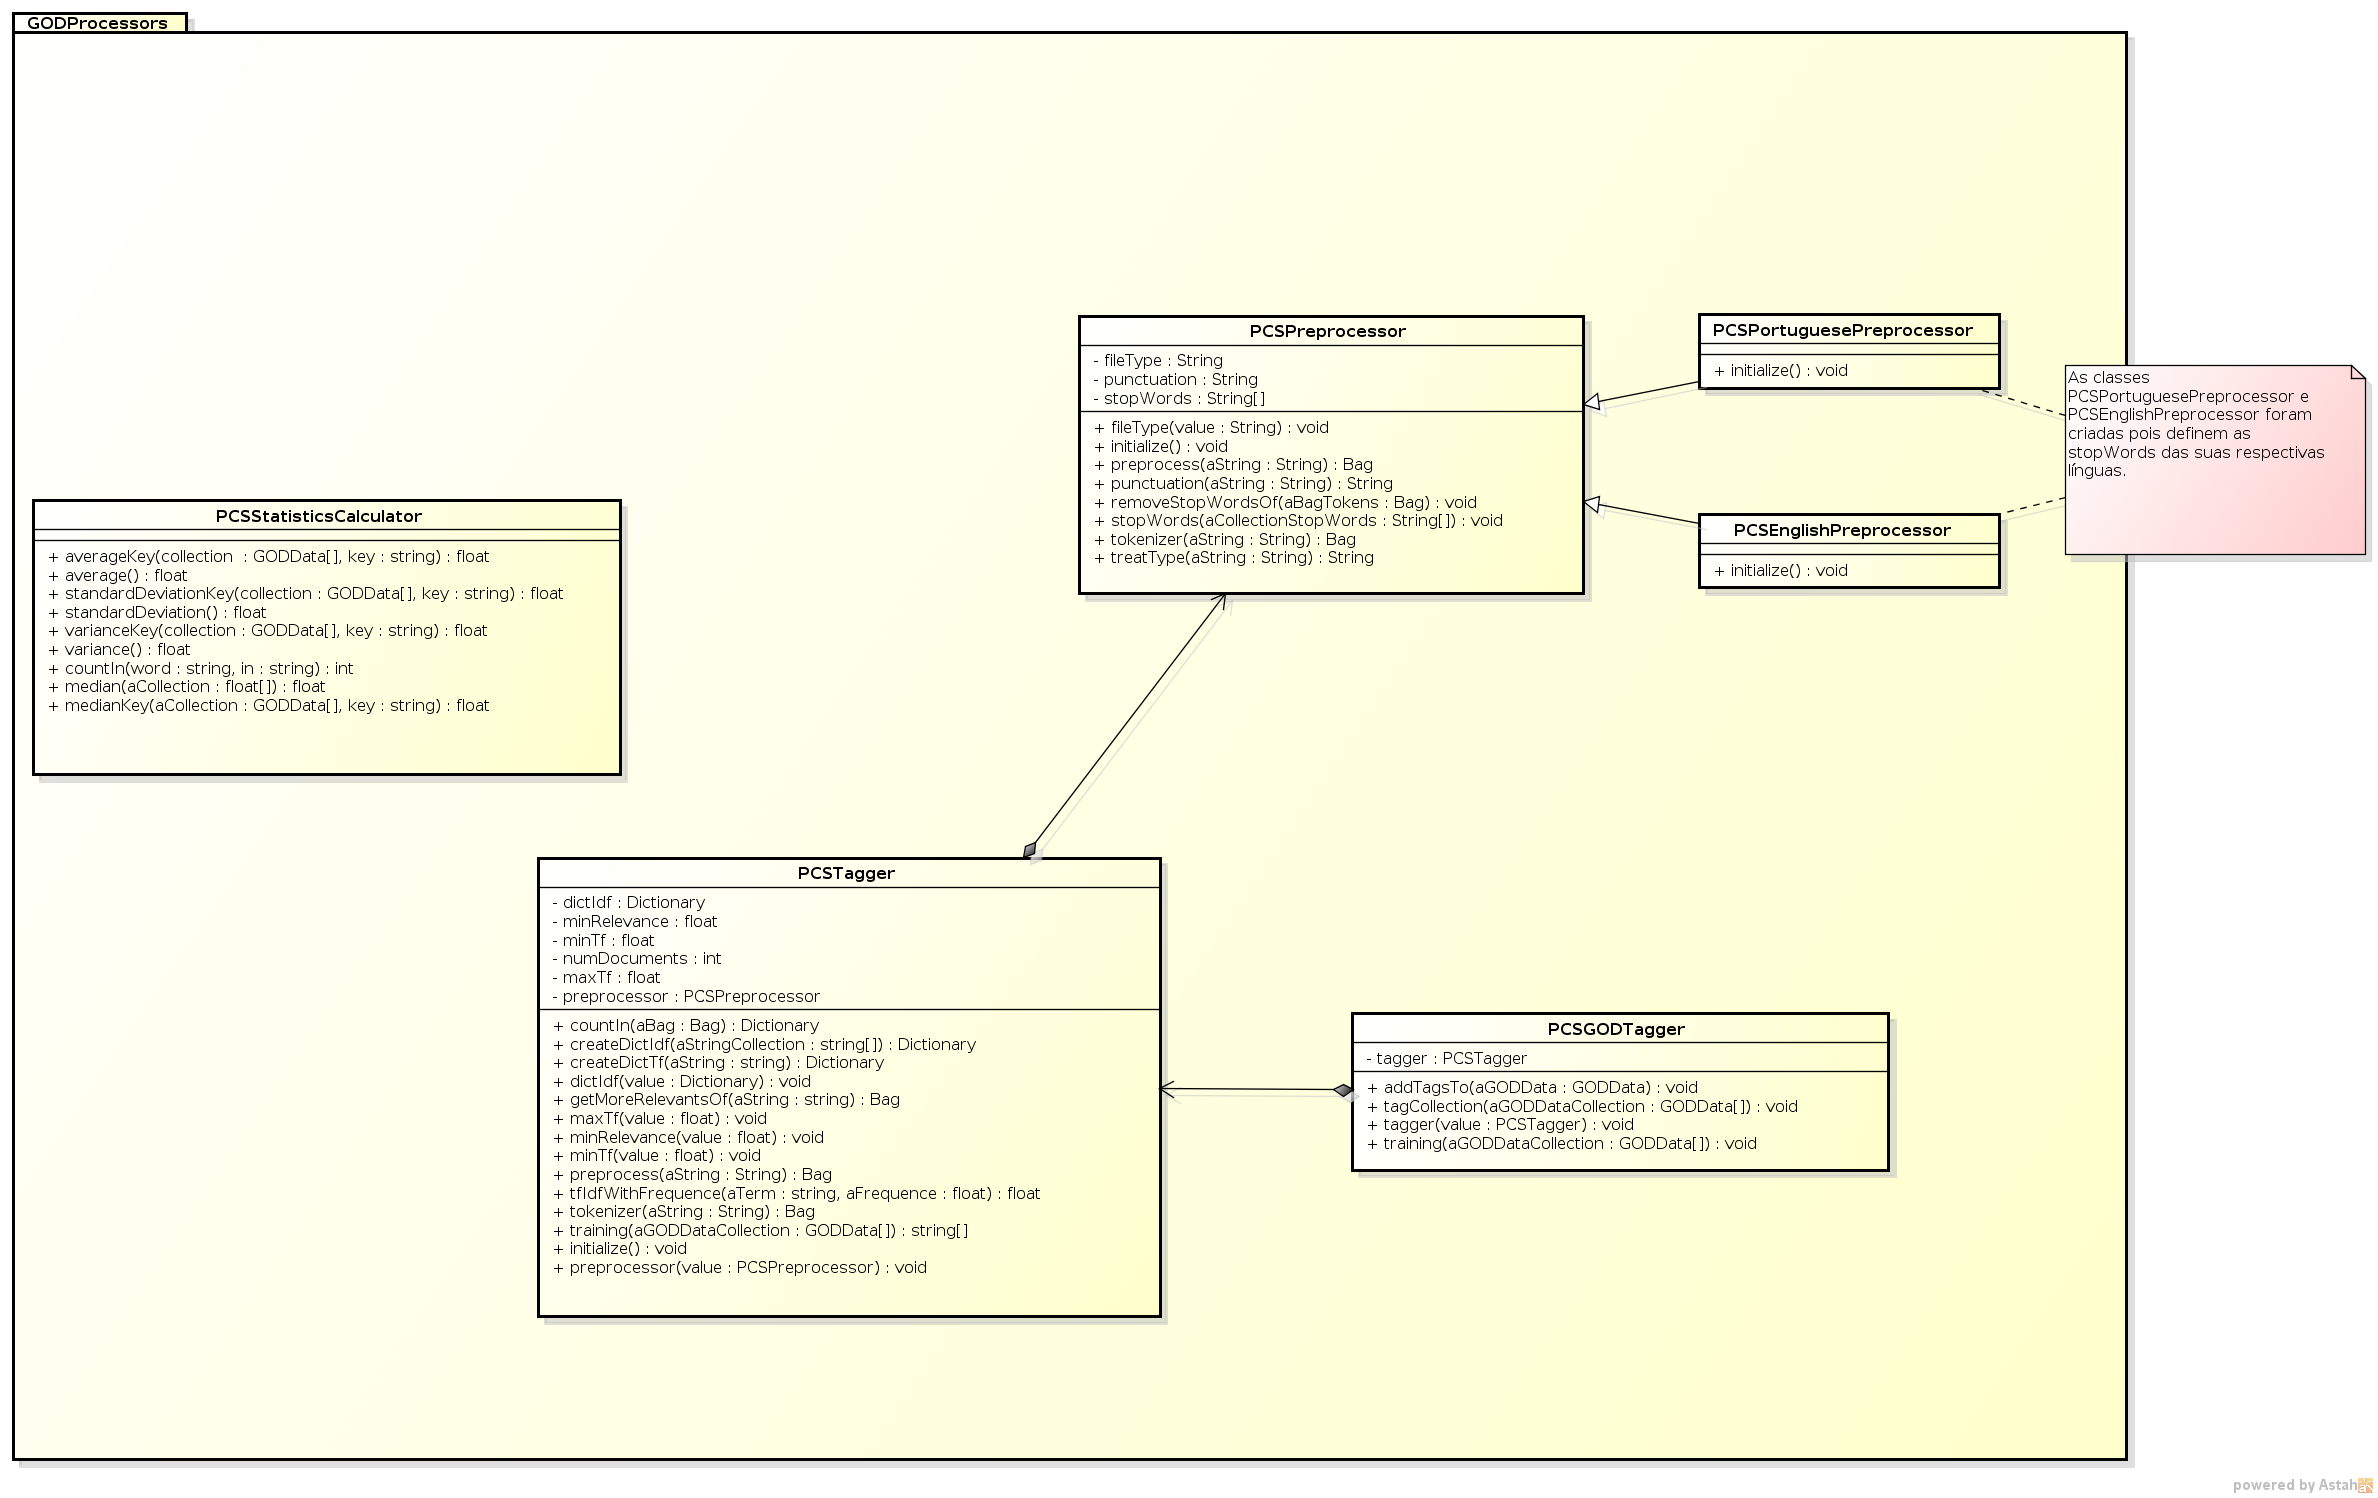 GODProcessors
PCSPreprocessor
- fileType : String
- punctuation : String
- stopWords : String[]
+ fileType(value : String) : void
+ initialize() : void
+ preprocess(aString : String) : Bag
+ punctuation(aString : String) : String
+ removeStopWordsOf(aBagTokens : Bag) : void
+ stopWords(aCollectionStopWords : String[]) : void
+ tokenizer(aString : String) : Bag
+ treatType(aString : String) : String
PCSPortuguesePreprocessor
+ initialize() : void
As classes
PCSPortuguesePreprocessor e
PCSEnglishPreprocessor foram
criadas pois definem as
stopWords das suas respectivas
línguas.
PCSEnglishPreprocessor
+ initialize() : void
PCSStatisticsCalculator
+ averageKey(collection  : GODData[], key : string) : float
+ average() : float
+ standardDeviationKey(collection : GODData[], key : string) : float
+ standardDeviation() : float
+ varianceKey(collection : GODData[], key : string) : float
+ variance() : float
+ countIn(word : string, in : string) : int
+ median(aCollection : float[]) : float
+ medianKey(aCollection : GODData[], key : string) : float
PCSTagger
- dictIdf : Dictionary
- minRelevance : float
- minTf : float
- numDocuments : int
- maxTf : float
- preprocessor : PCSPreprocessor
+ countIn(aBag : Bag) : Dictionary
+ createDictIdf(aStringCollection : string[]) : Dictionary
+ createDictTf(aString : string) : Dictionary
+ dictIdf(value : Dictionary) : void
+ getMoreRelevantsOf(aString : string) : Bag
+ maxTf(value : float) : void
+ minRelevance(value : float) : void
+ minTf(value : float) : void
+ preprocess(aString : String) : Bag
+ tfIdfWithFrequence(aTerm : string, aFrequence : float) : float
+ tokenizer(aString : String) : Bag
+ training(aGODDataCollection : GODData[]) : string[]
+ initialize() : void
+ preprocessor(value : PCSPreprocessor) : void
PCSGODTagger
- tagger : PCSTagger
+ addTagsTo(aGODData : GODData) : void
+ tagCollection(aGODDataCollection : GODData[]) : void
+ tagger(value : PCSTagger) : void
+ training(aGODDataCollection : GODData[]) : void
powered by Astah